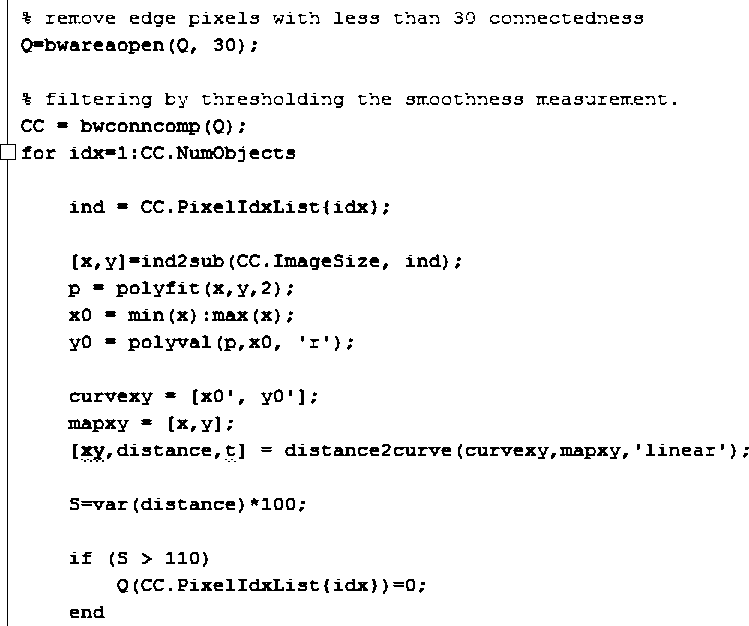 % remove edge pixels with less than 30 connectedness
Q=bwareaopen(Q, 30);
% filtering by thresholding the smoothness measurement.
CC = bwconncomp(Q);
for idx=1:CC.NumObjects
ind = CC.PixelIdxList{idx};
[x,y]=ind2sub(CC.ImageSize, ind);
p = polyfit(x,y,2);
x0 = min(x):max(x);
y0 = polyval(p,x0, 'r');
curvexy = [x0', y0'];
mapxy = [x,y];
[xy,distance,t] = distance2curve(curvexy,mapxy,'linear');
S=var(distance)*100;
if (S > 110)
Q(CC.PixelIdxList{idx})=0;
end